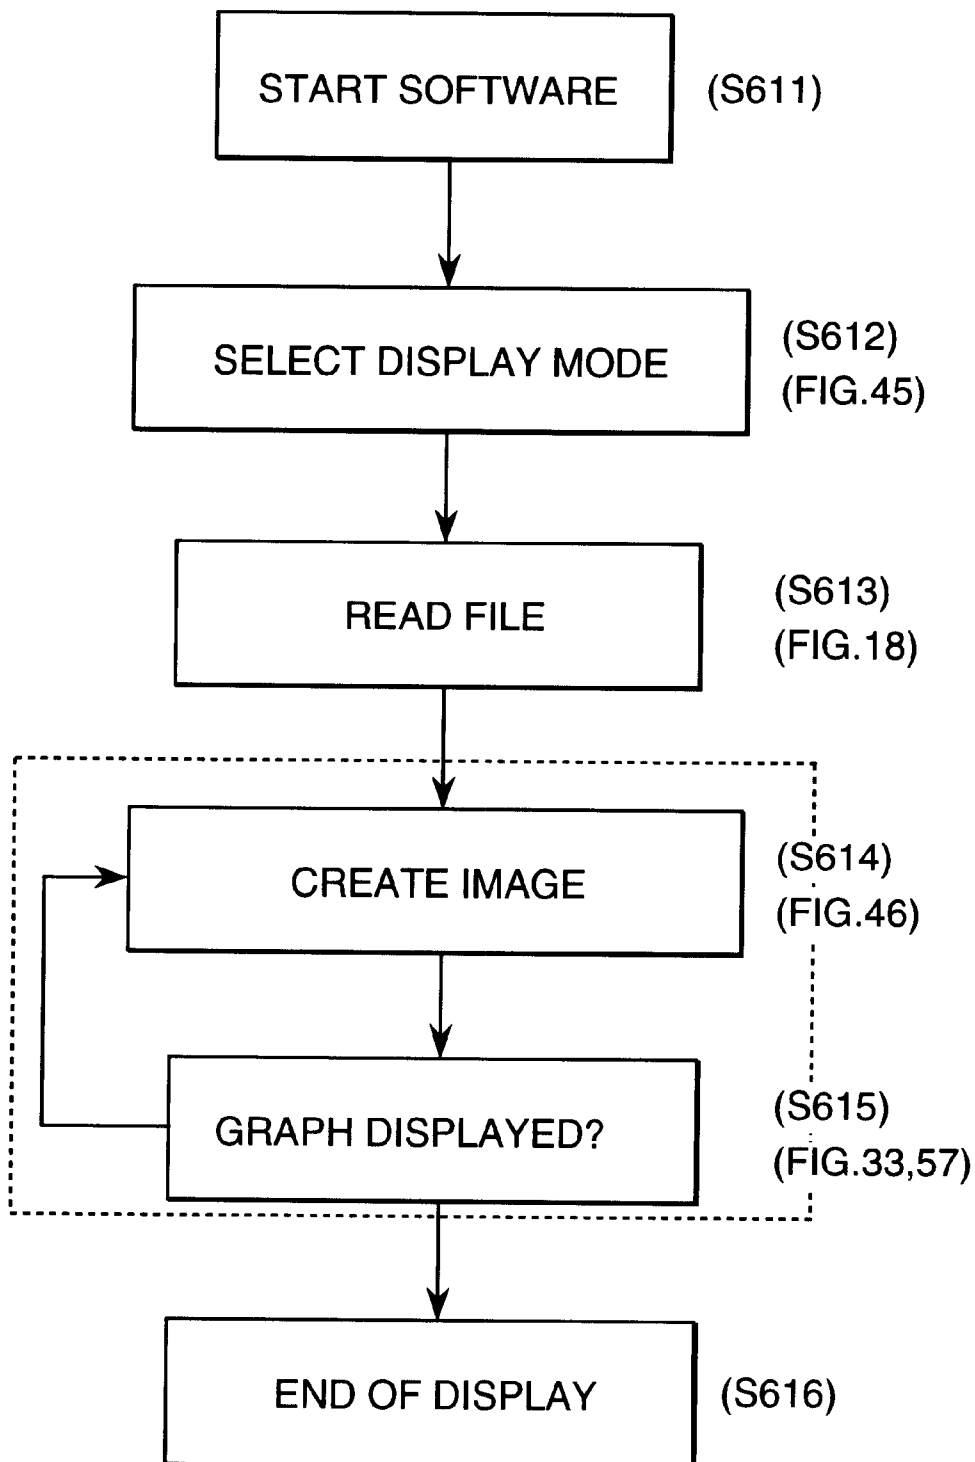 START SOFTWARE (S611)
SELECT DISPLAY MODE (S612)
(FIG.45)
READ FILE (S613)
(FIG.18)
CREATE IMAGE (S614)
(FIG.46)
GRAPH DISPLAYED? (S615)
(FIG.33,57)
END OF DISPLAY (S616)